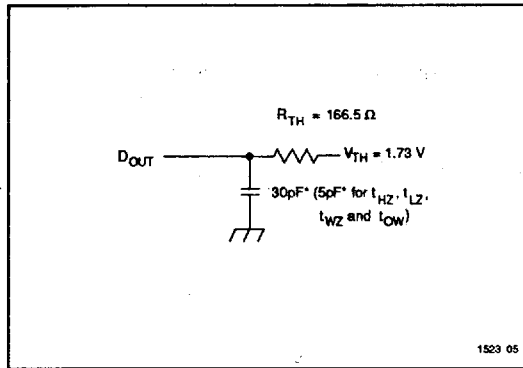 R_TH = 166.5 Ω
D_OUT
V_TH = 1.73 V
30pF* (5pF* for t_HZ, t_LZ,
t_WZ and t_OW)
1523 05